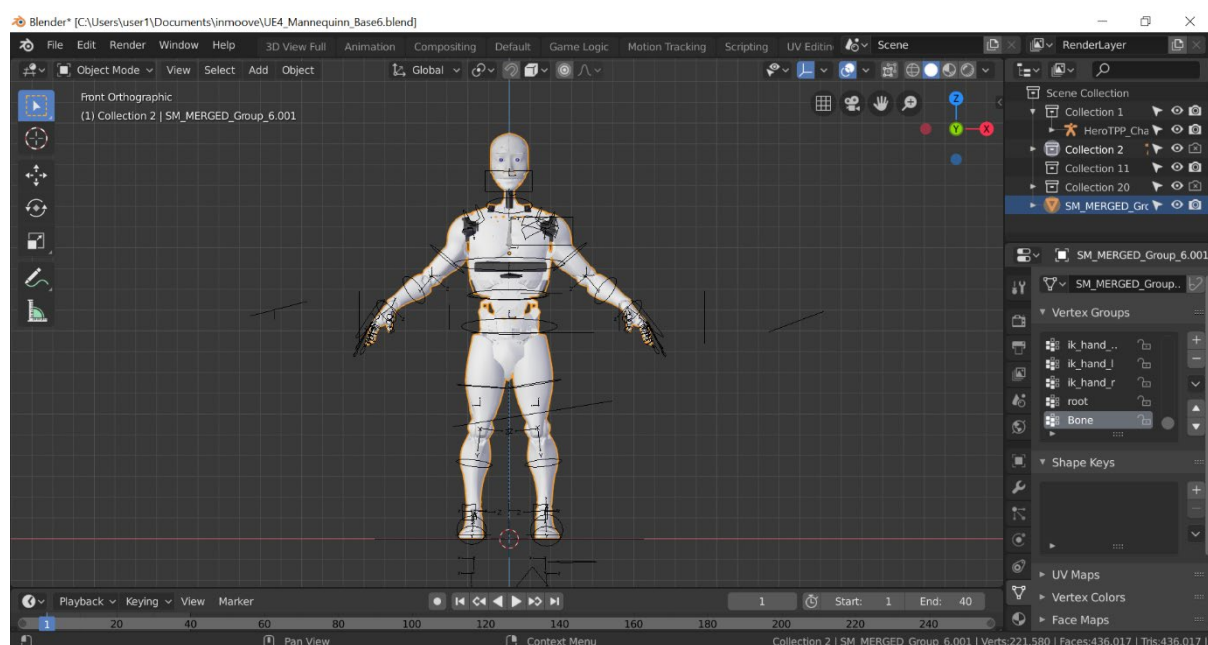 Blender* [C:\Users\user1\Documents\inmoove\UE4_Mannequinn_Base6.blend]
File Edit Render Window Help 3D View Full Animation Compositing Default Game Logic Motion Tracking Scripting UV Editin Scene RenderLayer
Object Mode View Select Add Object Global
Front Orthographic
(1) Collection 2 | SM_MERGED_Group_6.001
Z
Y
X
Scene Collection
Collection 1
HeroTPP_Cha
Collection 2
Collection 11
Collection 20
SM_MERGED_Grc
SM_MERGED_Group_6.001
SM_MERGED_Group..
Vertex Groups
ik_hand_..
ik_hand_l
ik_hand_r
root
Bone
Shape Keys
UV Maps
Vertex Colors
Face Maps
Playback Keying View Marker 1 Start: 1 End: 40
1 20 40 60 80 100 120 140 160 180 200 220 240
Pan View Context Menu Collection 2 | SM_MERGED_Group_6.001 | Verts:221.580 | Faces:436.017 | Tris:436.017 |